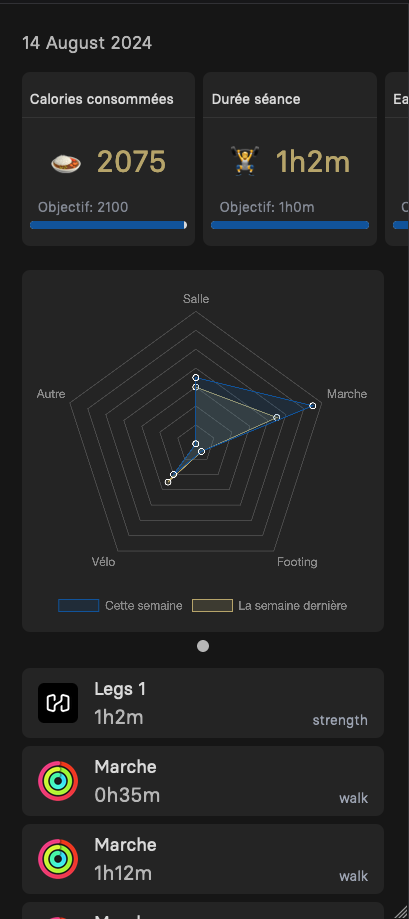 14 August 2024
Calories consommées
Durée séance
Ea
2075
1h2m
Objectif: 2100
Objectif: 1h0m
Salle
Autre
Marche
Vélo
Footing
Cette semaine
La semaine dernière
Legs 1
1h2m
strength
Marche
0h35m
walk
Marche
1h12m
walk